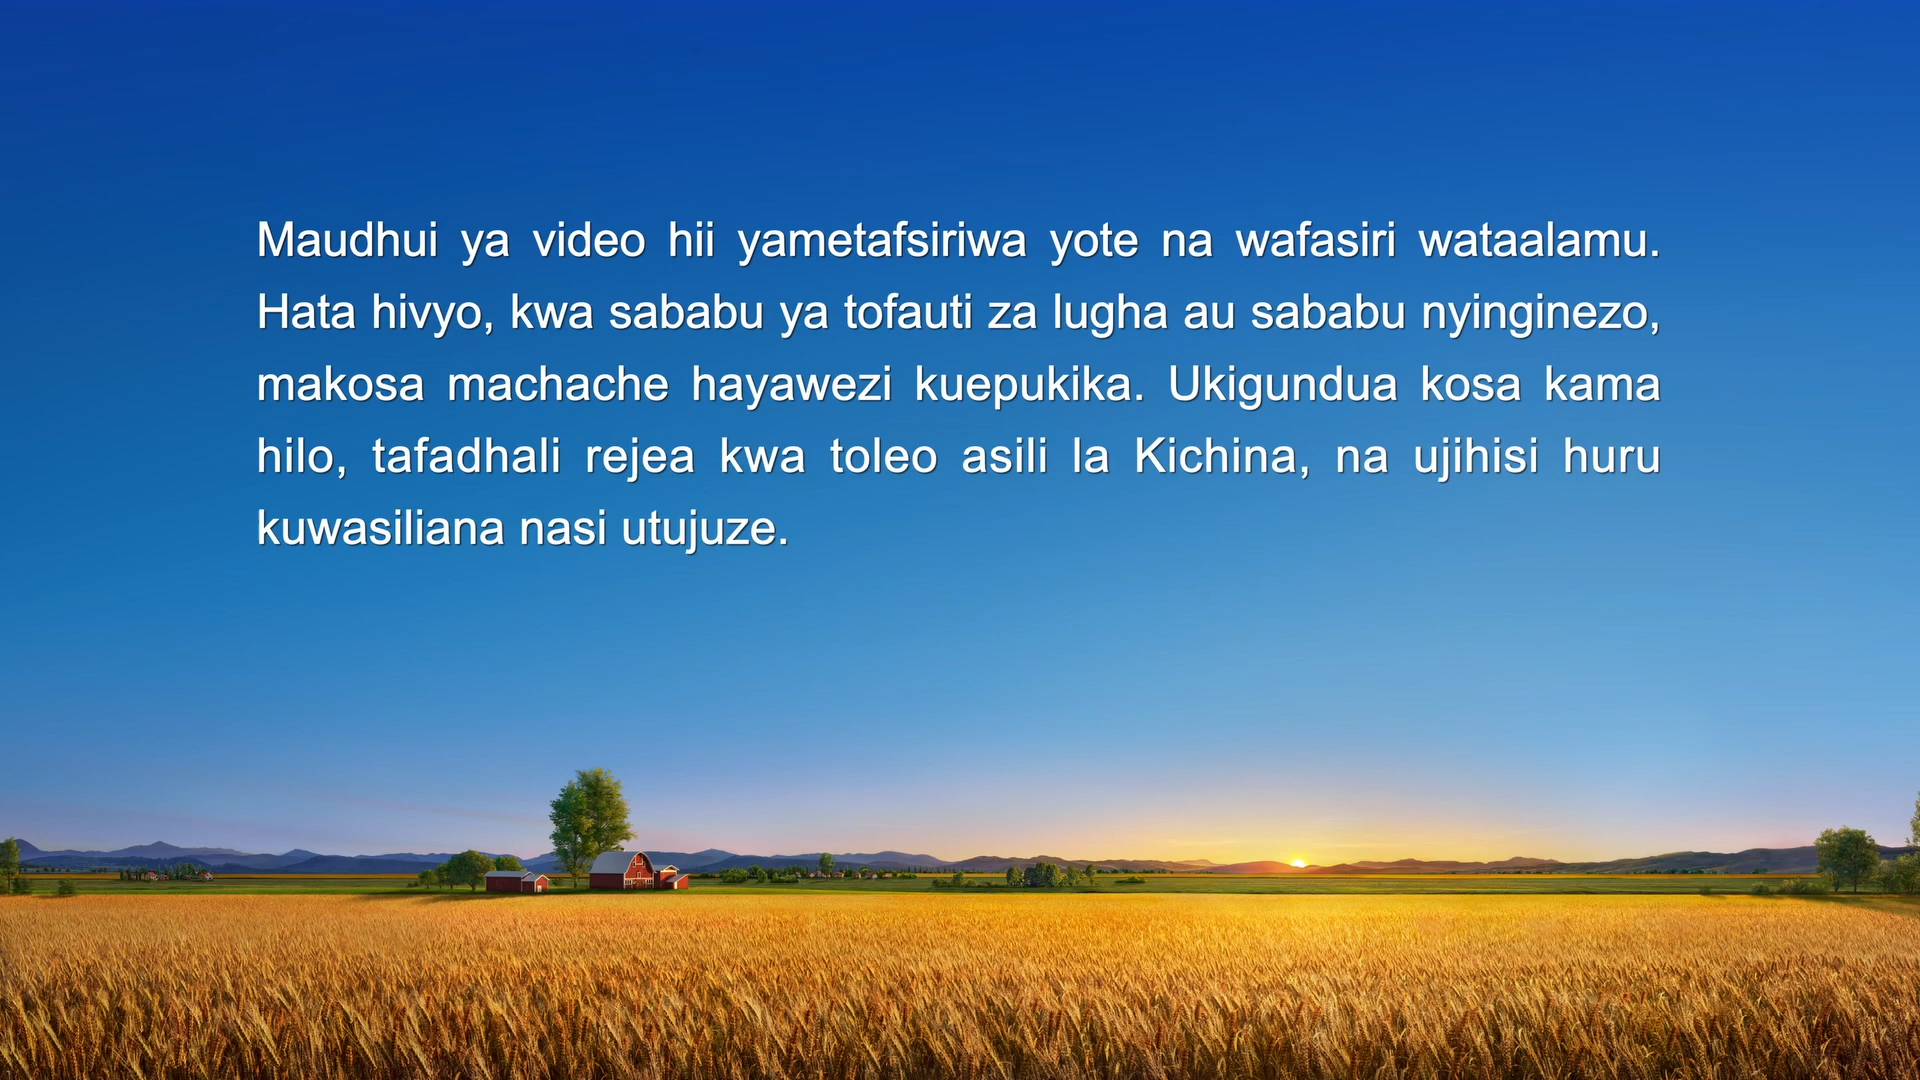 Maudhui ya video hii yametafsiriwa yote na wafasiri wataalamu.
Hata hivyo, kwa sababu ya tofauti za lugha au sababu nyinginezo,
makosa machache hayawezi kuepukika. Ukigundua kosa kama
hilo, tafadhali rejea kwa toleo asili la Kichina, na ujihisi huru
kuwasiliana nasi utujuze.